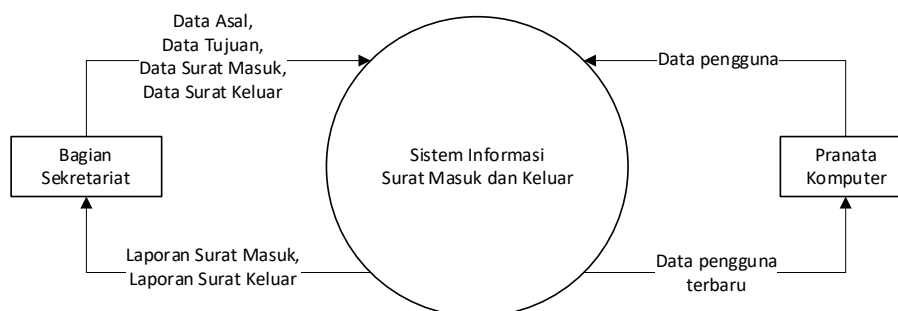 Data Asal,
Data Tujuan,
Data Surat Masuk,
Data Surat Keluar
Data pengguna
Bagian
Sekretariat
Sistem Informasi
Surat Masuk dan Keluar
Pranata
Komputer
Laporan Surat Masuk,
Laporan Surat Keluar
Data pengguna
terbaru